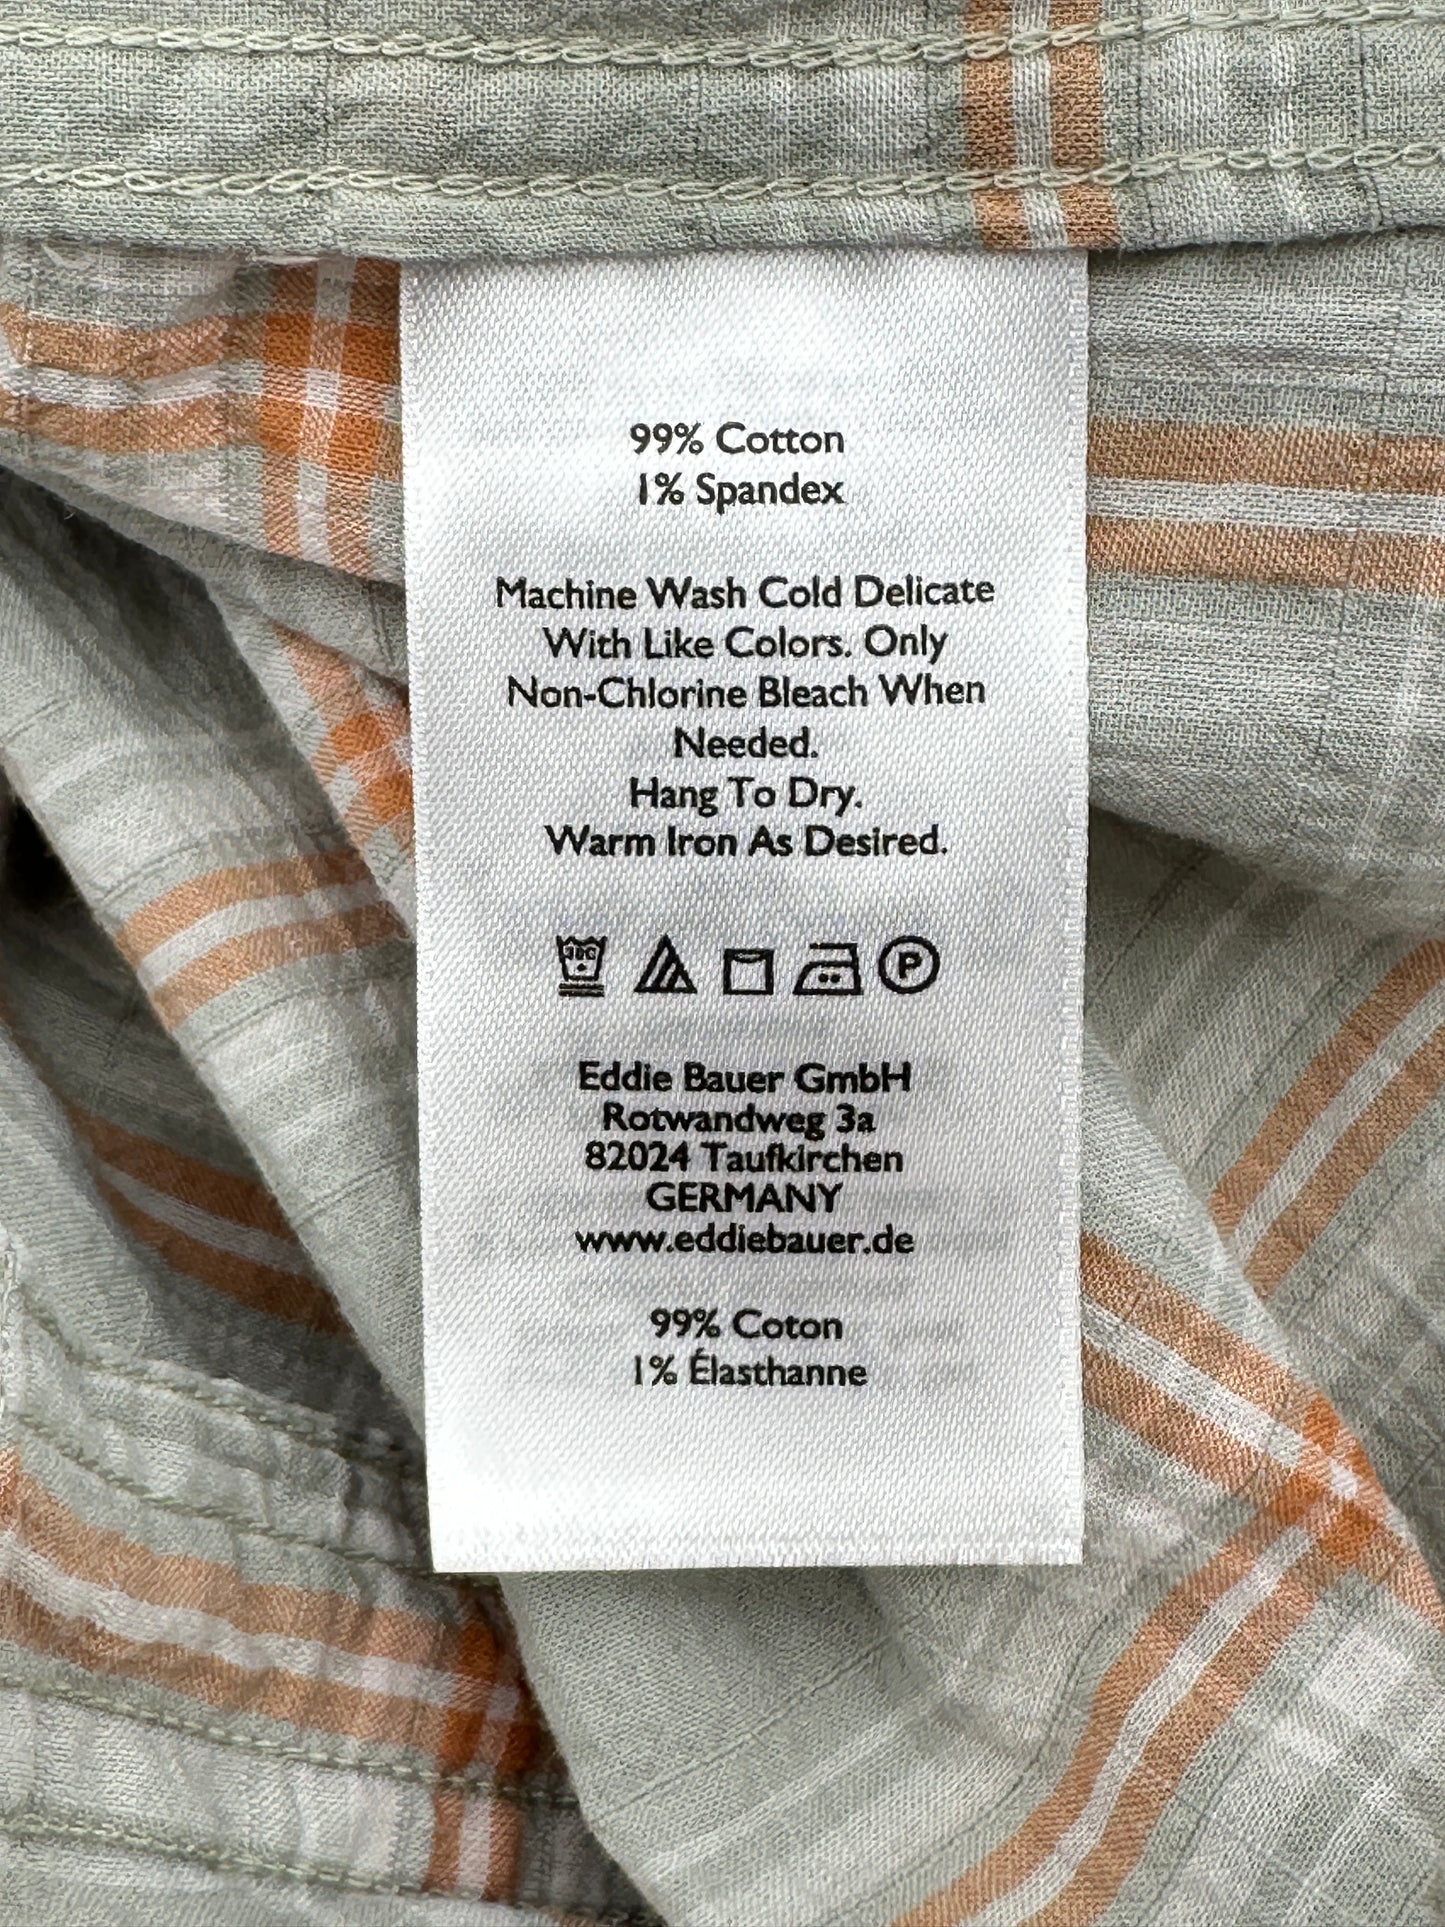 99% Cotton
1% Spandex
Machine Wash Cold Delicate
With Like Colors. Only
Non-Chlorine Bleach When
Needed.
Hang To Dry.
Warm Iron As Desired.
30C P
Eddie Bauer GmbH
Rotwandweg 3a
82024 Taufkirchen
GERMANY
www.eddiebauer.de
99% Coton
1% Élasthanne